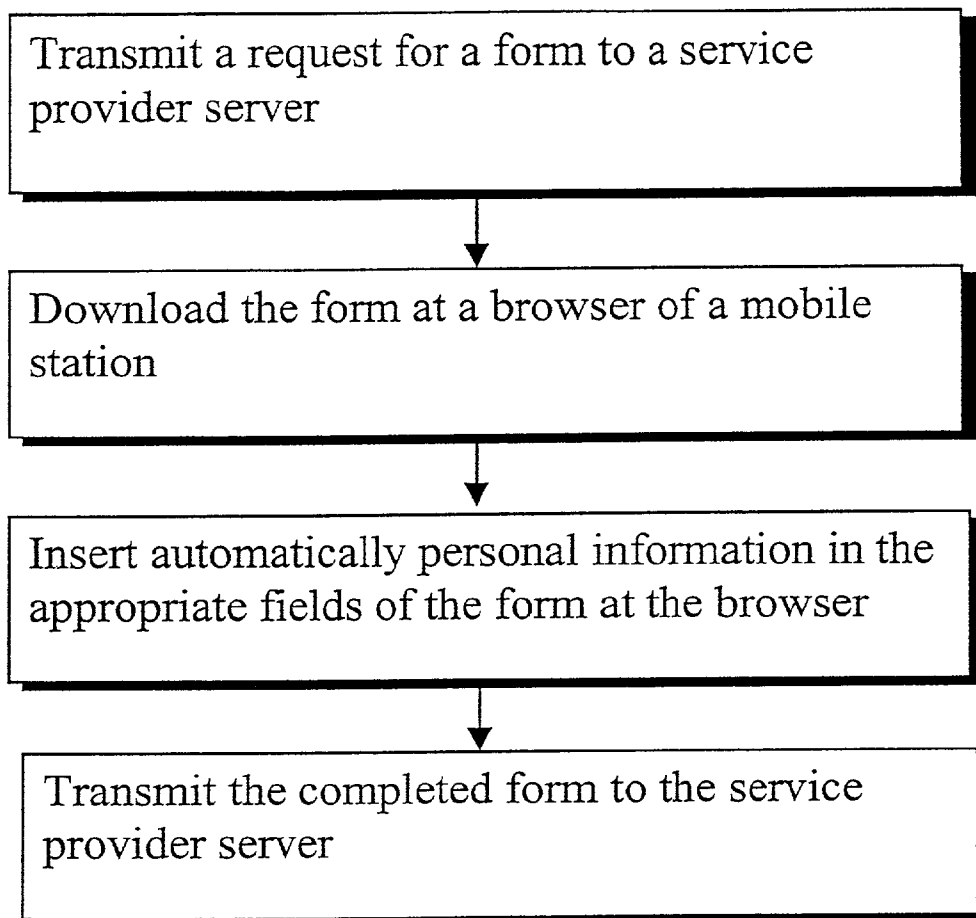 Transmit a request for a form to a service
provider server
Download the form at a browser of a mobile
station
Insert automatically personal information in the
appropriate fields of the form at the browser
Transmit the completed form to the service
provider server